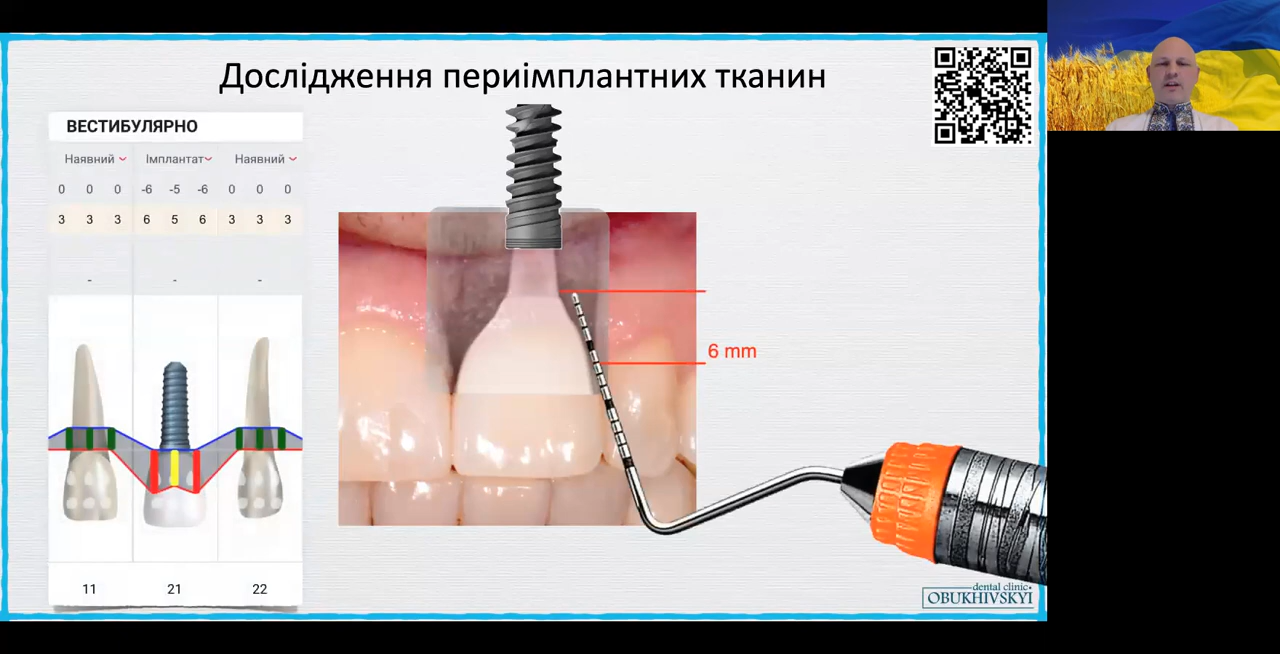 Дослідження периімплантних тканин
ВЕСТИБУЛЯРНО
Наявний Імплантат Наявний
0 0 0 -6 -5 -6 0 0 0
3 3 3 6 5 6 3 3 3
- - -
6 mm
11 21 22
dental clinic
OBUKHIVSKYI